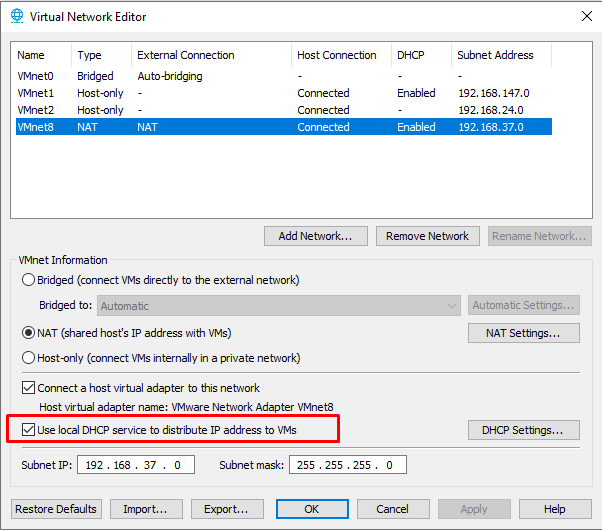 Virtual Network Editor
Name Type External Connection Host Connection DHCP Subnet Address
VMnet0 Bridged Auto-bridging - - -
VMnet1 Host-only - Connected Enabled 192.168.147.0
VMnet2 Host-only - Connected - 192.168.24.0
VMnet8 NAT NAT Connected Enabled 192.168.37.0
Add Network... Remove Network Rename Network...
VMnet Information
Bridged (connect VMs directly to the external network)
Bridged to: Automatic Automatic Settings...
NAT (shared host's IP address with VMs) NAT Settings...
Host-only (connect VMs internally in a private network)
Connect a host virtual adapter to this network
Host virtual adapter name: VMware Network Adapter VMnet8
Use local DHCP service to distribute IP address to VMs DHCP Settings...
Subnet IP: 192 . 168 . 37 . 0 Subnet mask: 255 . 255 . 255 . 0
Restore Defaults Import... Export... OK Cancel Apply Help